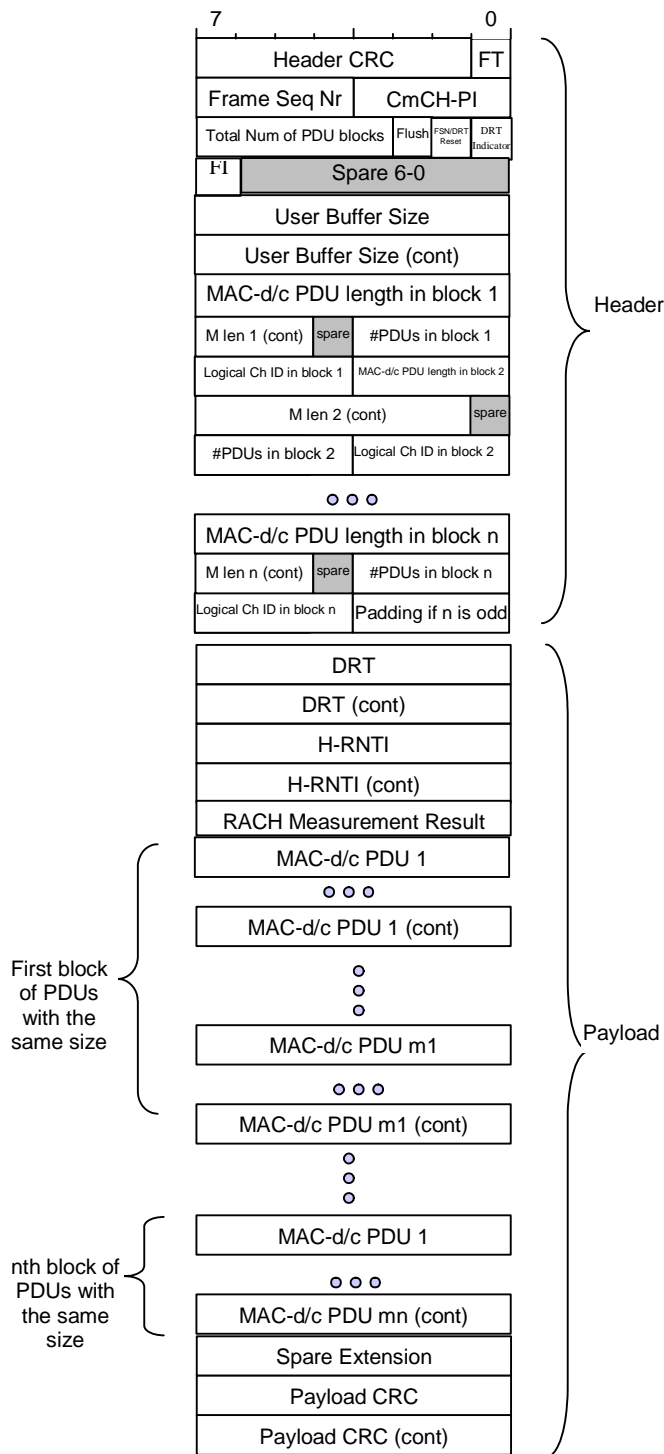 7 0
Header CRC FT
Frame Seq Nr CmCH-PI
Total Num of PDU blocks Flush FSN/DRT Reset DRT Indicator
FI Spare 6-0
User Buffer Size
User Buffer Size (cont)
MAC-d/c PDU length in block 1
Header
M len 1 (cont) spare #PDUs in block 1
Logical Ch ID in block 1 MAC-d/c PDU length in block 2
M len 2 (cont) spare
#PDUs in block 2 Logical Ch ID in block 2
MAC-d/c PDU length in block n
M len n (cont) spare #PDUs in block n
Logical Ch ID in block n Padding if n is odd
DRT
DRT (cont)
H-RNTI
H-RNTI (cont)
RACH Measurement Result
MAC-d/c PDU 1
MAC-d/c PDU 1 (cont)
First block
of PDUs
with the
same size
Payload
MAC-d/c PDU m1
MAC-d/c PDU m1 (cont)
MAC-d/c PDU 1
nth block of
PDUs with
the same
size
MAC-d/c PDU mn (cont)
Spare Extension
Payload CRC
Payload CRC (cont)